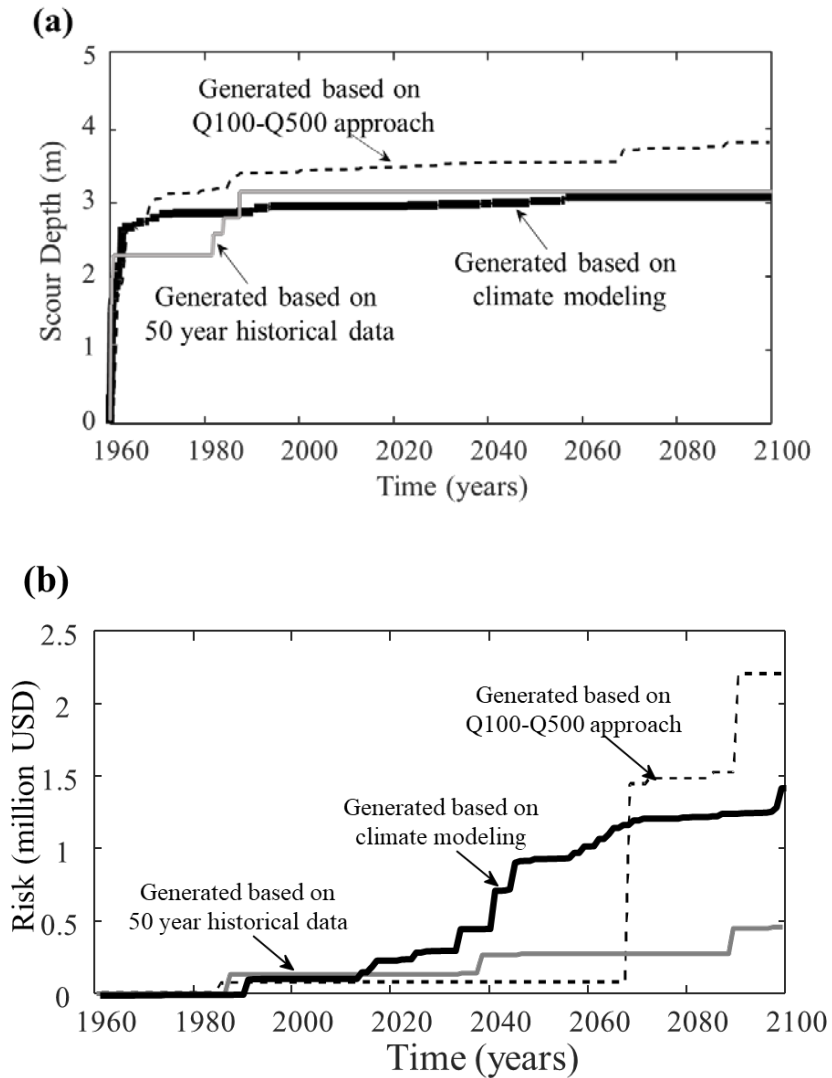 (a)
5
4
3
2
1
0
Scour Depth (m)
Generated based on
Q100-Q500 approach
Generated based on
50 year historical data
Generated based on
climate modeling
1960 1980 2000 2020 2040 2060 2080 2100
Time (years)
(b)
2.5
2
1.5
1
0.5
0
Risk (million USD)
Generated based on
Q100-Q500 approach
Generated based on
climate modeling
Generated based on
50 year historical data
1960 1980 2000 2020 2040 2060 2080 2100
Time (years)